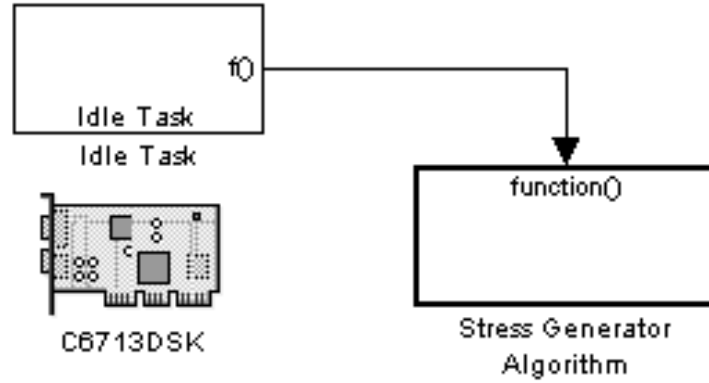 f()
Idle Task
Idle Task
function()
C6713DSK
Stress Generator
Algorithm